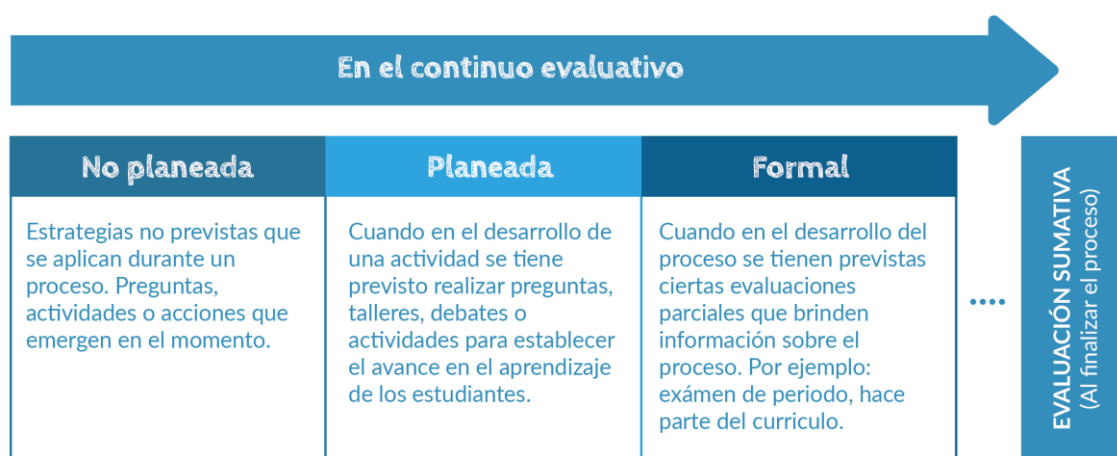 En el continuo evaluativo
No planeada
Estrategias no previstas que
se aplican durante un
proceso. Preguntas,
actividades o acciones que
emergen en el momento.
Planeada
Cuando en el desarrollo de
una actividad se tiene
previsto realizar preguntas,
talleres, debates o
actividades para establecer
el avance en el aprendizaje
de los estudiantes.
Formal
Cuando en el desarrollo del
proceso se tienen previstas
ciertas evaluaciones
parciales que brinden
información sobre el
proceso. Por ejemplo:
exámen de periodo, hace
parte del curriculo.
....
EVALUACIÓN SUMATIVA
(Al finalizar el proceso)